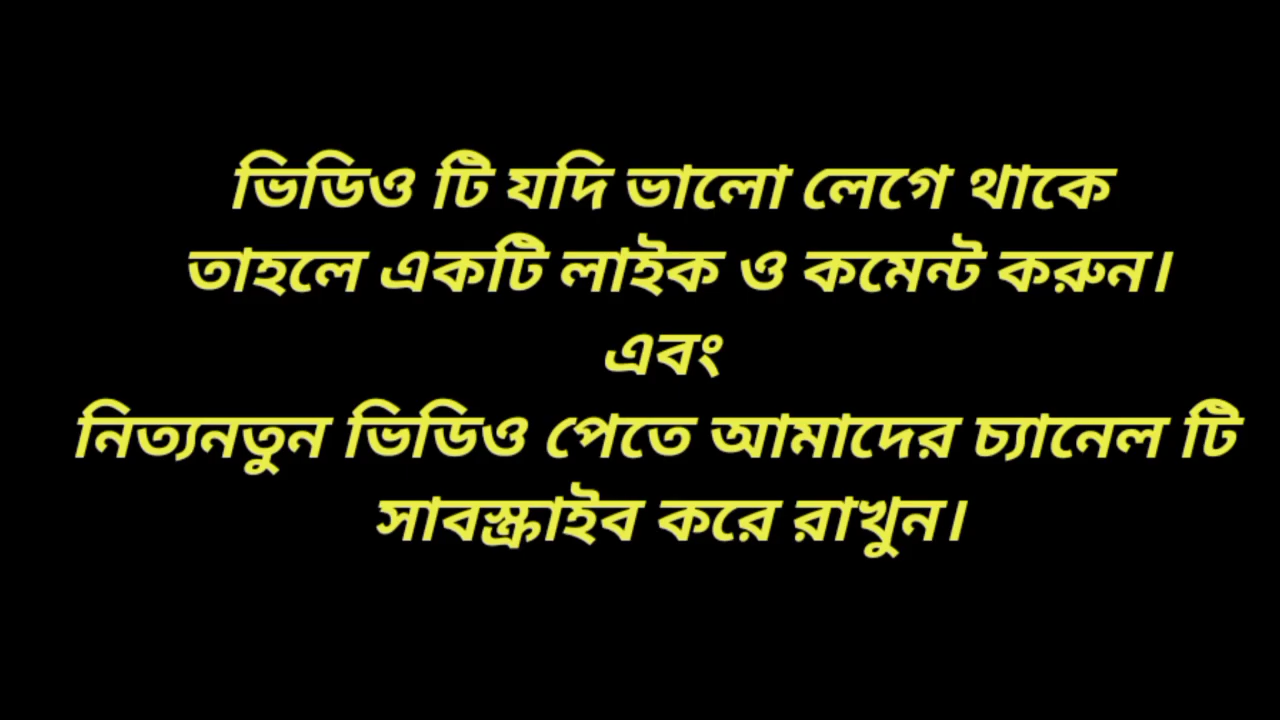 ভিডিও টি যদি ভালো লেগে থাকে
তাহলে একটি লাইক ও কমেন্ট করুন।
এবং
নিত্যনতুন ভিডিও পেতে আমাদের চ্যানেল টি
সাবস্ক্রাইব করে রাখুন।